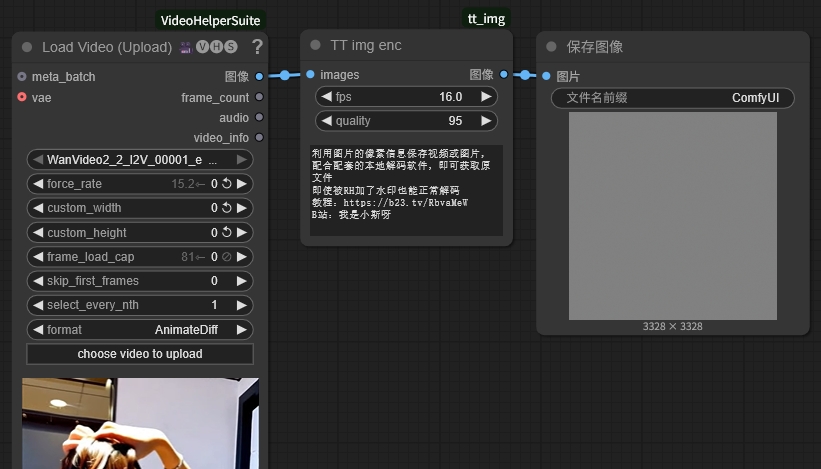 VideoHelperSuite
Load Video (Upload) VHS ?
meta_batch 图像
vae frame_count
audio
video_info
WanVideo2_2_I2V_00001_e ...
force_rate 15.2← 0
custom_width 0
custom_height 0
frame_load_cap 81← 0
skip_first_frames 0
select_every_nth 1
format AnimateDiff
choose video to upload
tt_img
TT img enc
images 图像
fps 16.0
quality 95
利用图片的像素信息保存视频或图片,
配合配套的本地解码软件，即可获取原
文件
即使被RH加了水印也能正常解码
教程: https://b23.tv/RbvaMeW
B站: 我是小斯呀
保存图像
图片
文件名前缀 ComfyUI
3328 × 3328